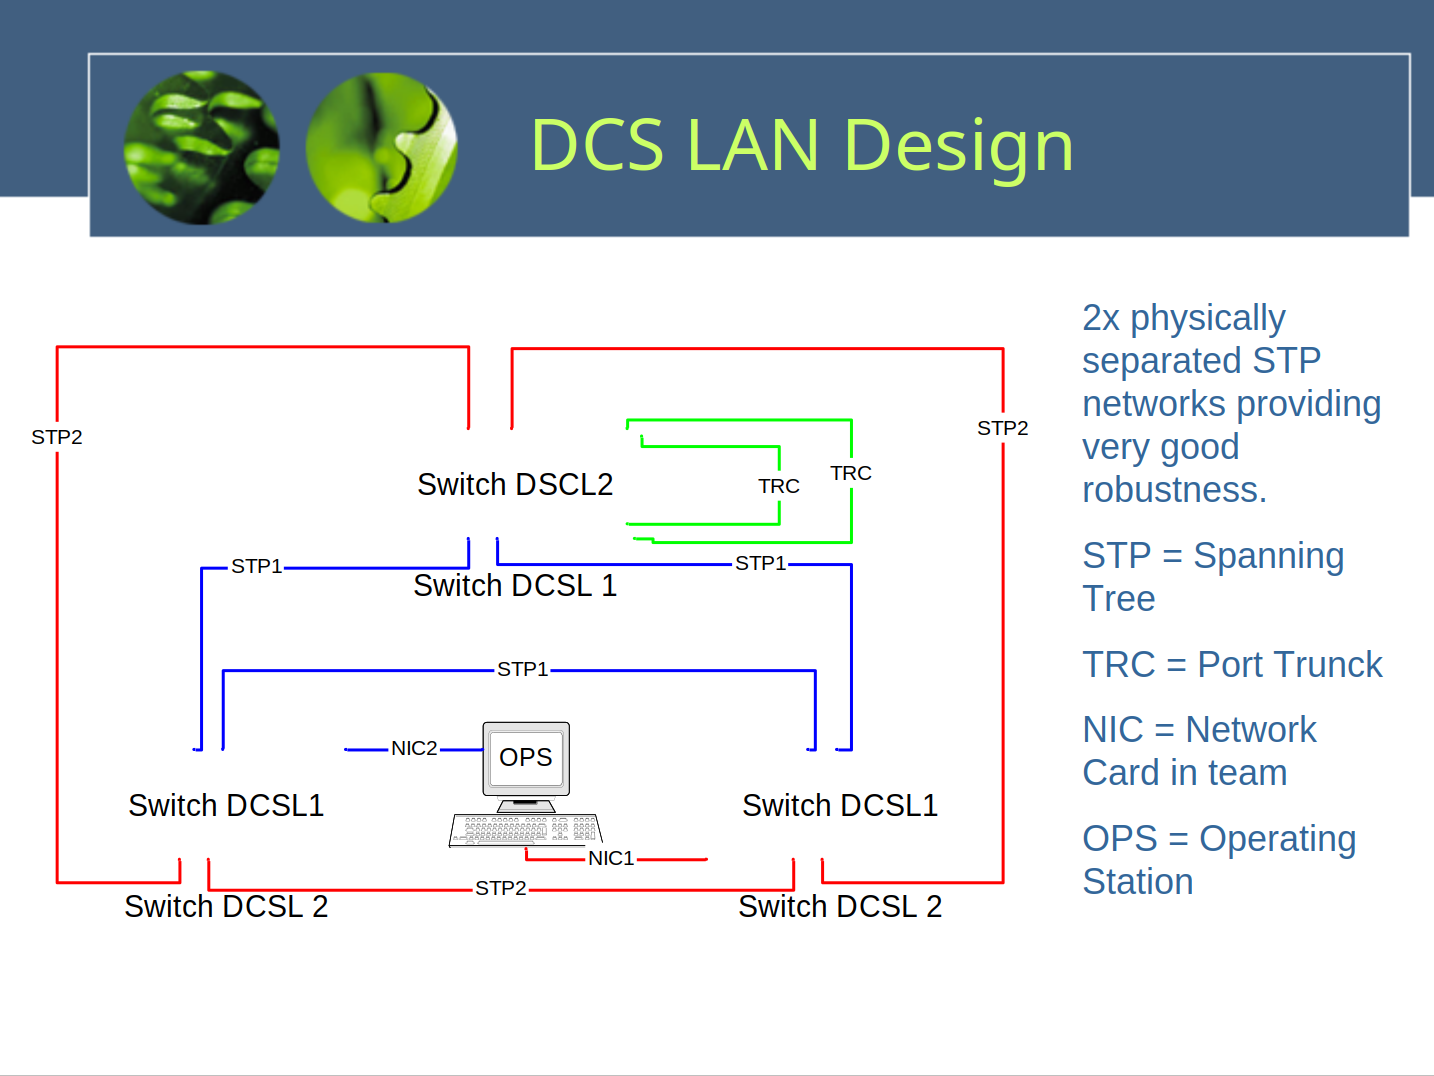 DCS LAN Design
2x physically
separated STP
networks providing
very good
robustness.
STP = Spanning
Tree
TRC = Port Trunck
NIC = Network
Card in team
OPS = Operating
Station
STP2
STP2
Switch DSCL2
TRC
TRC
STP1
STP1
Switch DCSL 1
STP1
NIC2
OPS
Switch DCSL1
Switch DCSL1
NIC1
STP2
Switch DCSL 2
Switch DCSL 2